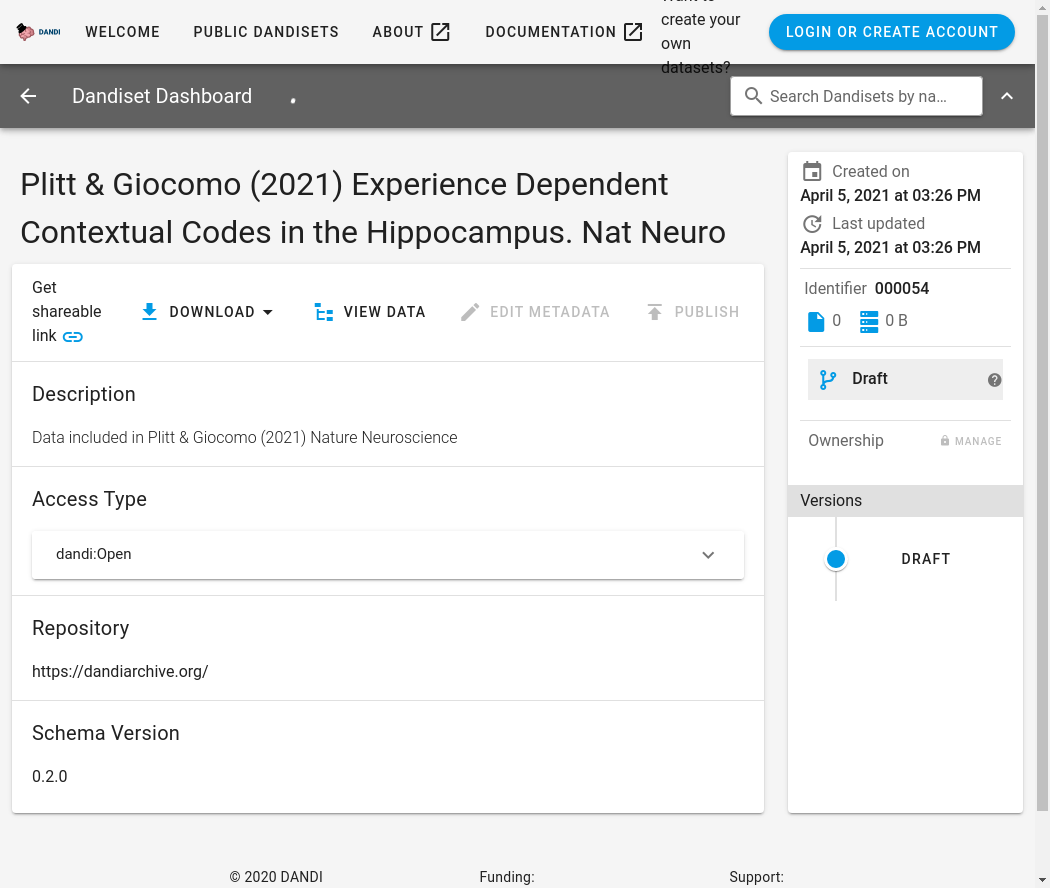 DANDI
WELCOME
PUBLIC DANDISETS
ABOUT
DOCUMENTATION
create your
own
datasets?
LOGIN OR CREATE ACCOUNT
Dandiset Dashboard
Search Dandisets by na...
Plitt & Giocomo (2021) Experience Dependent
Contextual Codes in the Hippocampus. Nat Neuro
Get
shareable
link
DOWNLOAD
VIEW DATA
EDIT METADATA
PUBLISH
Description
Data included in Plitt & Giocomo (2021) Nature Neuroscience
Access Type
dandi:Open
Repository
https://dandiarchive.org/
Schema Version
0.2.0
Created on
April 5, 2021 at 03:26 PM
Last updated
April 5, 2021 at 03:26 PM
Identifier 000054
0
0 B
Draft
Ownership
MANAGE
Versions
DRAFT
© 2020 DANDI
Funding:
Support: